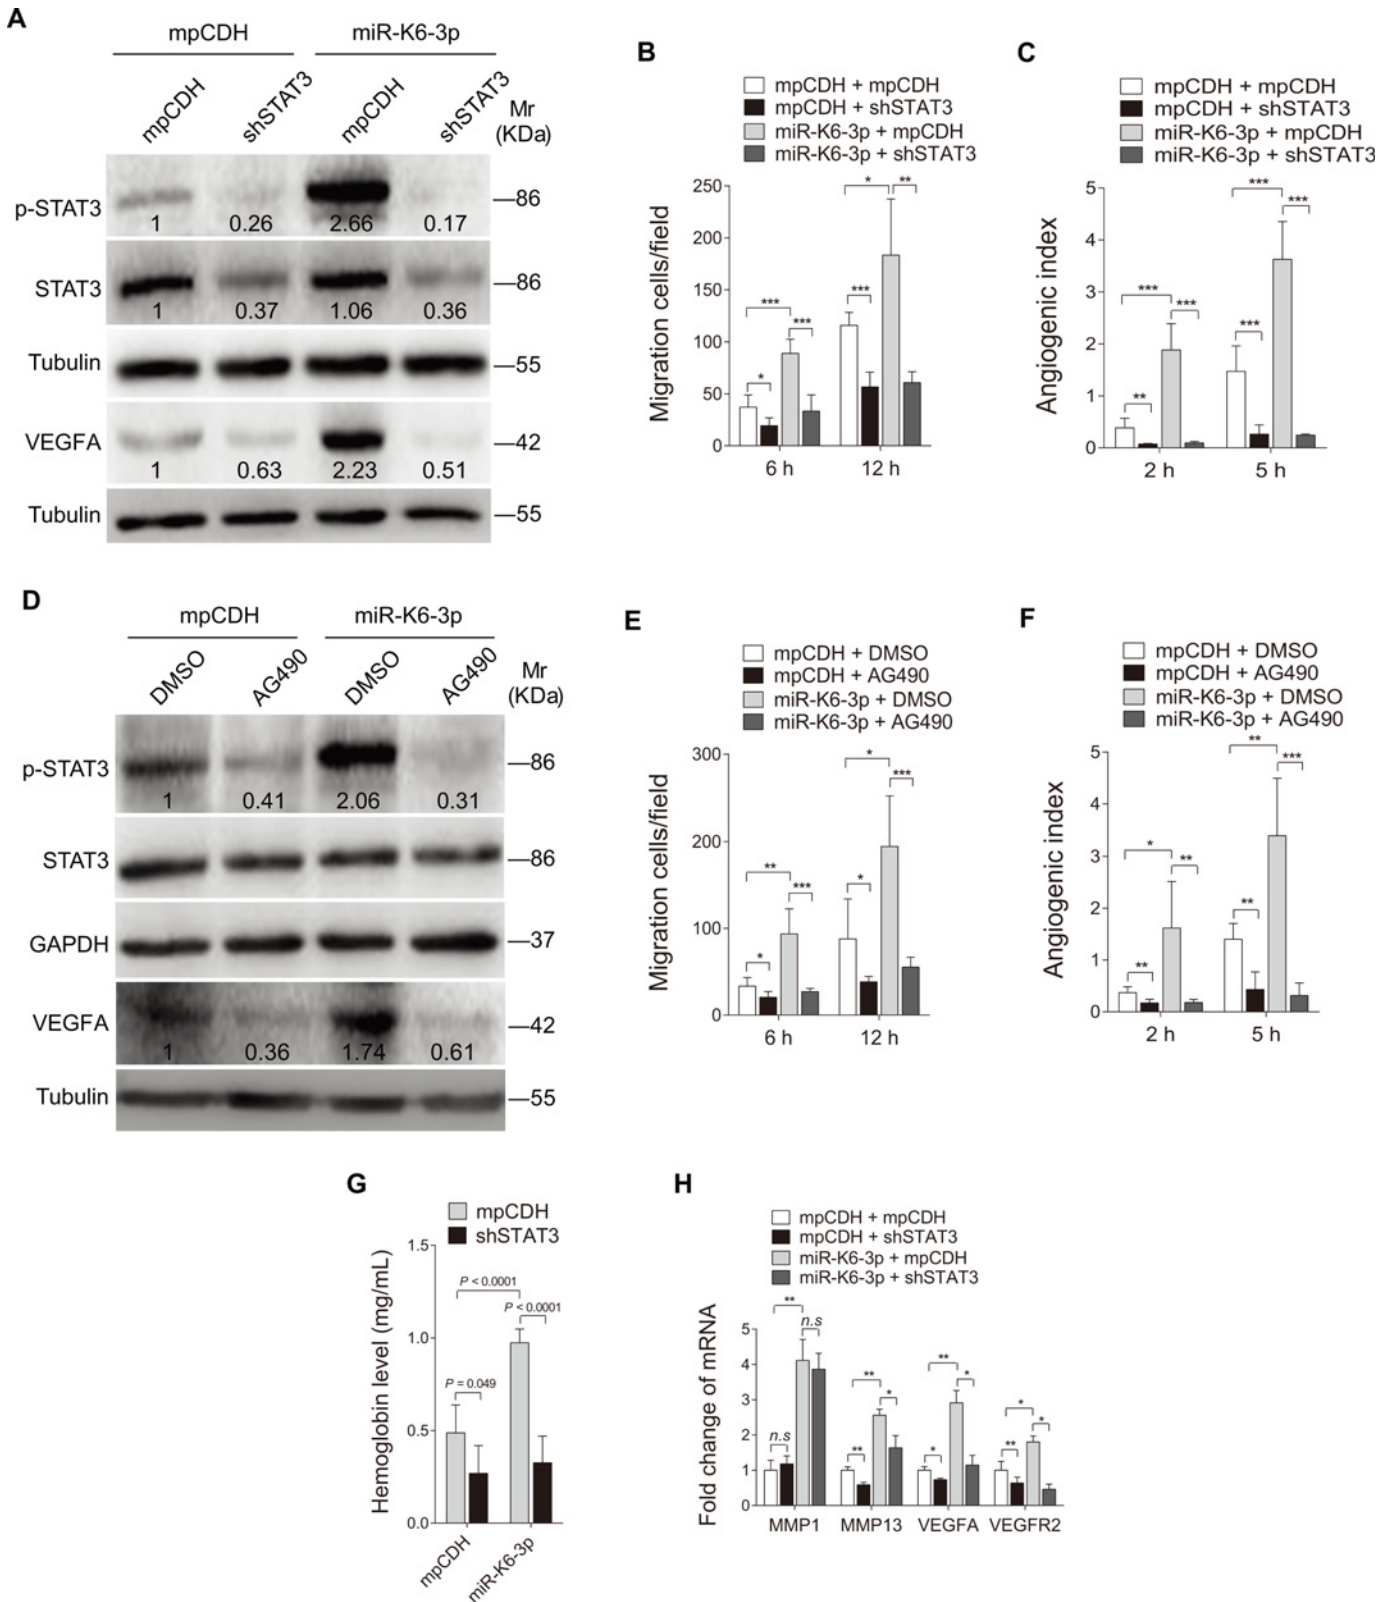 A
mpCDH miR-K6-3p
mpCDH shSTAT3 mpCDH shSTAT3 Mr (KDa)
p-STAT3 1 0.26 2.66 0.17 86
STAT3 1 0.37 1.06 0.36 86
Tubulin 55
VEGFA 1 0.63 2.23 0.51 42
Tubulin 55
B
mpCDH + mpCDH
mpCDH + shSTAT3
miR-K6-3p + mpCDH
miR-K6-3p + shSTAT3
Migration cells/field
250
200
150
100
50
0
* ***
*** *
*** **
6 h 12 h
C
mpCDH + mpCDH
mpCDH + shSTAT3
miR-K6-3p + mpCDH
miR-K6-3p + shSTAT3
Angiogenic index
5
4
3
2
1
0
** *** ***
*** *** ***
2 h 5 h
D
mpCDH miR-K6-3p
DMSO AG490 DMSO AG490 Mr (KDa)
p-STAT3 1 0.41 2.06 0.31 86
STAT3 86
GAPDH 37
VEGFA 1 0.36 1.74 0.61 42
Tubulin 55
E
mpCDH + DMSO
mpCDH + AG490
miR-K6-3p + DMSO
miR-K6-3p + AG490
Migration cells/field
300
200
100
0
* ** ***
* * ***
6 h 12 h
F
mpCDH + DMSO
mpCDH + AG490
miR-K6-3p + DMSO
miR-K6-3p + AG490
Angiogenic index
5
4
3
2
1
0
** * **
** ** ***
2 h 5 h
G
mpCDH
shSTAT3
Hemoglobin level (mg/mL)
1.5
1.0
0.5
0.0
P < 0.0001
P < 0.0001
P = 0.049
mpCDH miR-K6-3p
H
mpCDH + mpCDH
mpCDH + shSTAT3
miR-K6-3p + mpCDH
miR-K6-3p + shSTAT3
Fold change of mRNA
5
4
3
2
1
0
n.s ** n.s
** ** *
* ** *
** * *
MMP1 MMP13 VEGFA VEGFR2